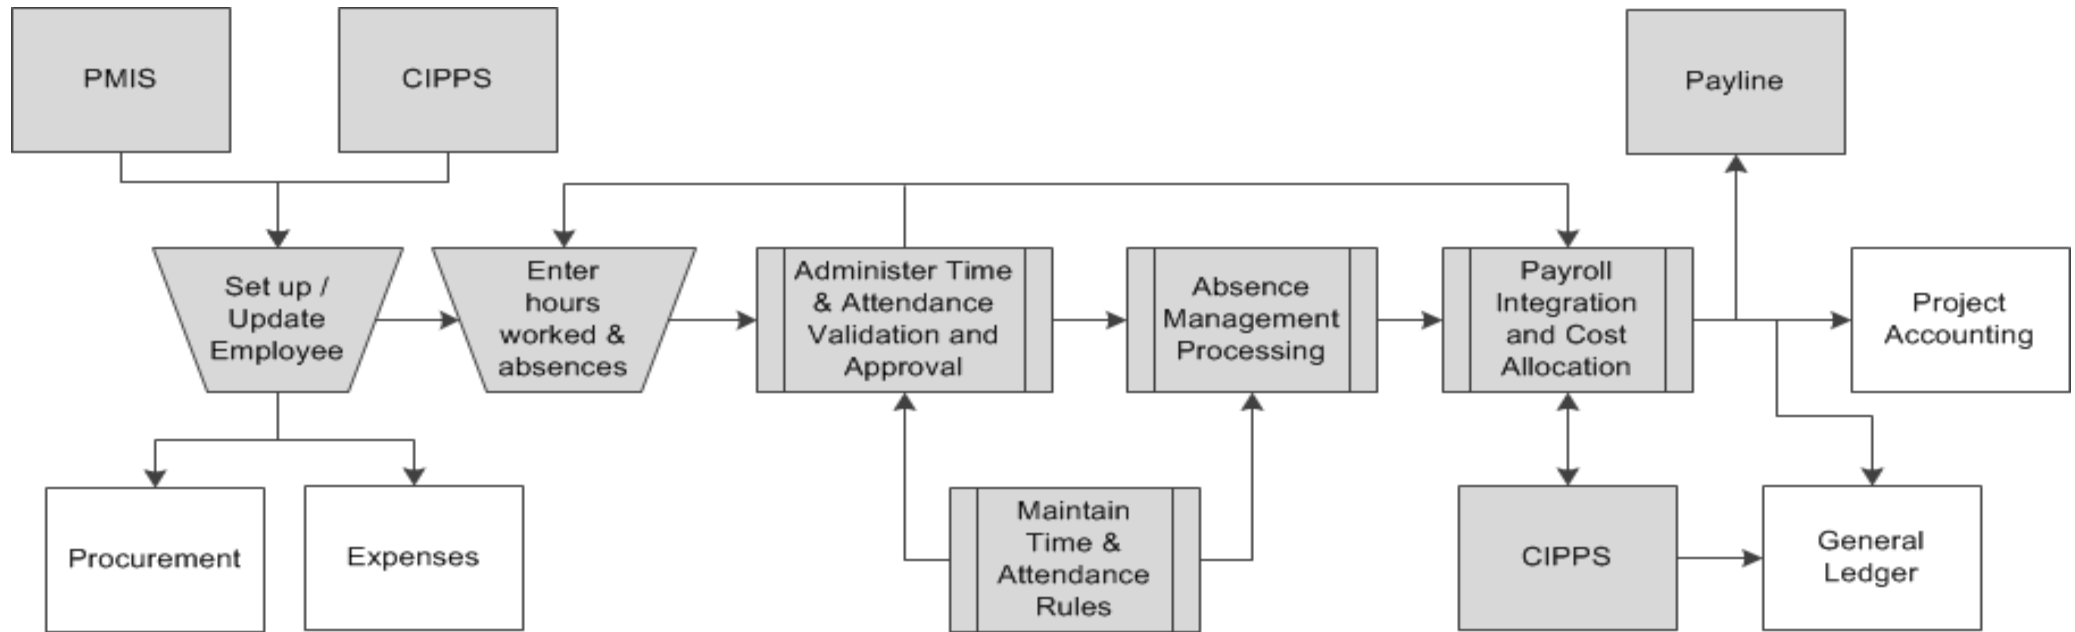 PMIS
CIPPS
Payline
Set up /
Update
Employee
Enter
hours
worked &
absences
Administer Time
& Attendance
Validation and
Approval
Absence
Management
Processing
Payroll
Integration
and Cost
Allocation
Project
Accounting
Procurement
Expenses
Maintain
Time &
Attendance
Rules
CIPPS
General
Ledger